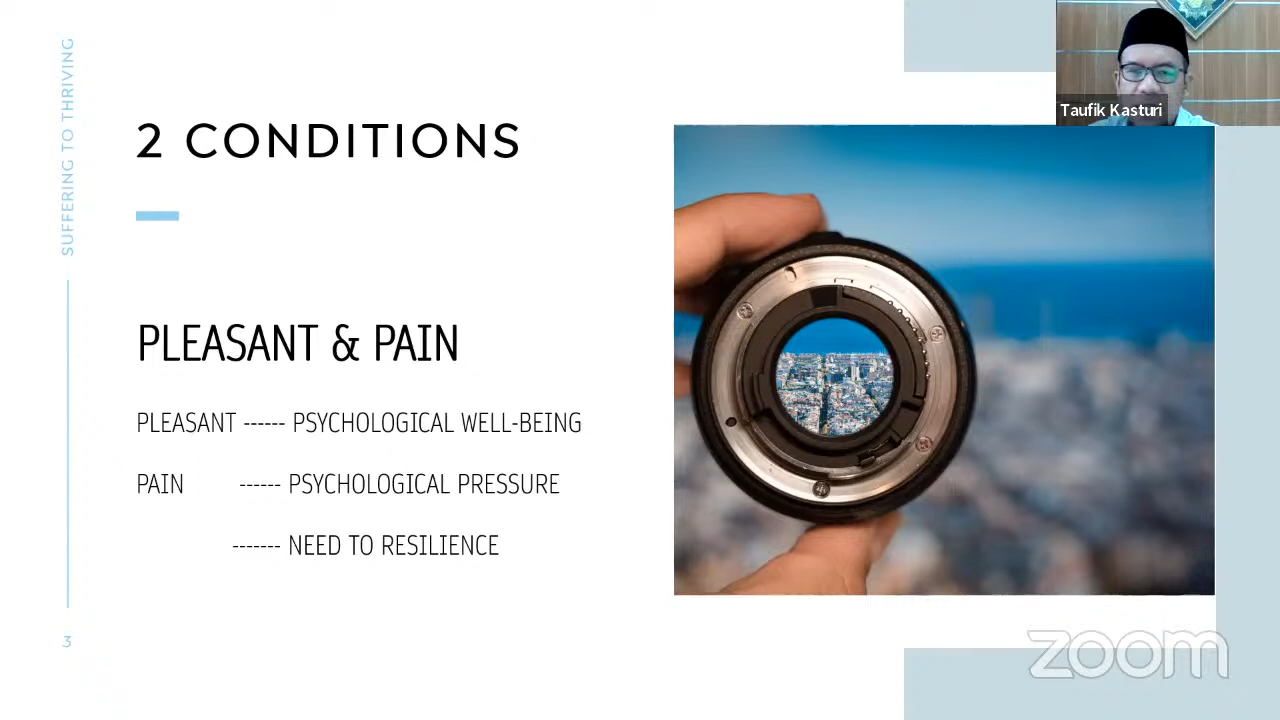 SUFFERING TO THRIVING
2 CONDITIONS
PLEASANT & PAIN
PLEASANT ------ PSYCHOLOGICAL WELL-BEING
PAIN ------ PSYCHOLOGICAL PRESSURE
------- NEED TO RESILIENCE
3
Taufik Kasturi
zoom